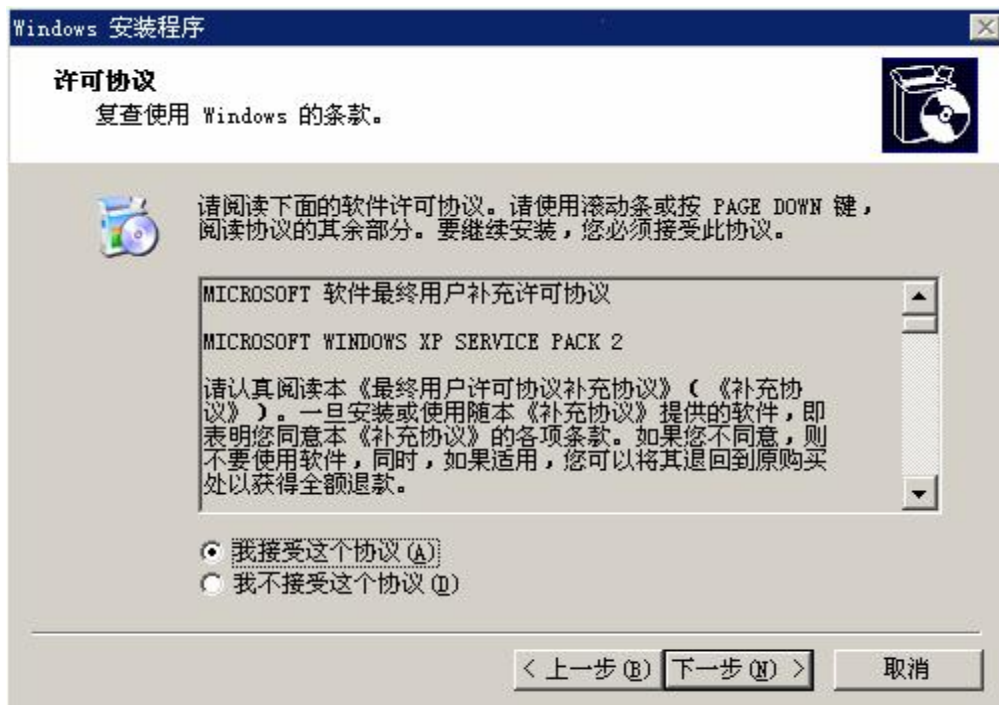 Windows 安装程序
许可协议
复查使用 Windows 的条款。
请阅读下面的软件许可协议。请使用滚动条或按 PAGE DOWN 键，
阅读协议的其余部分。要继续安装，您必须接受此协议。
MICROSOFT 软件最终用户补充许可协议
MICROSOFT WINDOWS XP SERVICE PACK 2
请认真阅读本《最终用户许可协议补充协议》（《补充协
议》）。一旦安装或使用随本《补充协议》提供的软件，即
表明您同意本《补充协议》的各项条款。如果您不同意，则
不要使用软件，同时，如果适用，您可以将其退回到原购买
处以获得全额退款。
我接受这个协议(A)
我不接受这个协议(D)
< 上一步(B) 下一步(N) > 取消